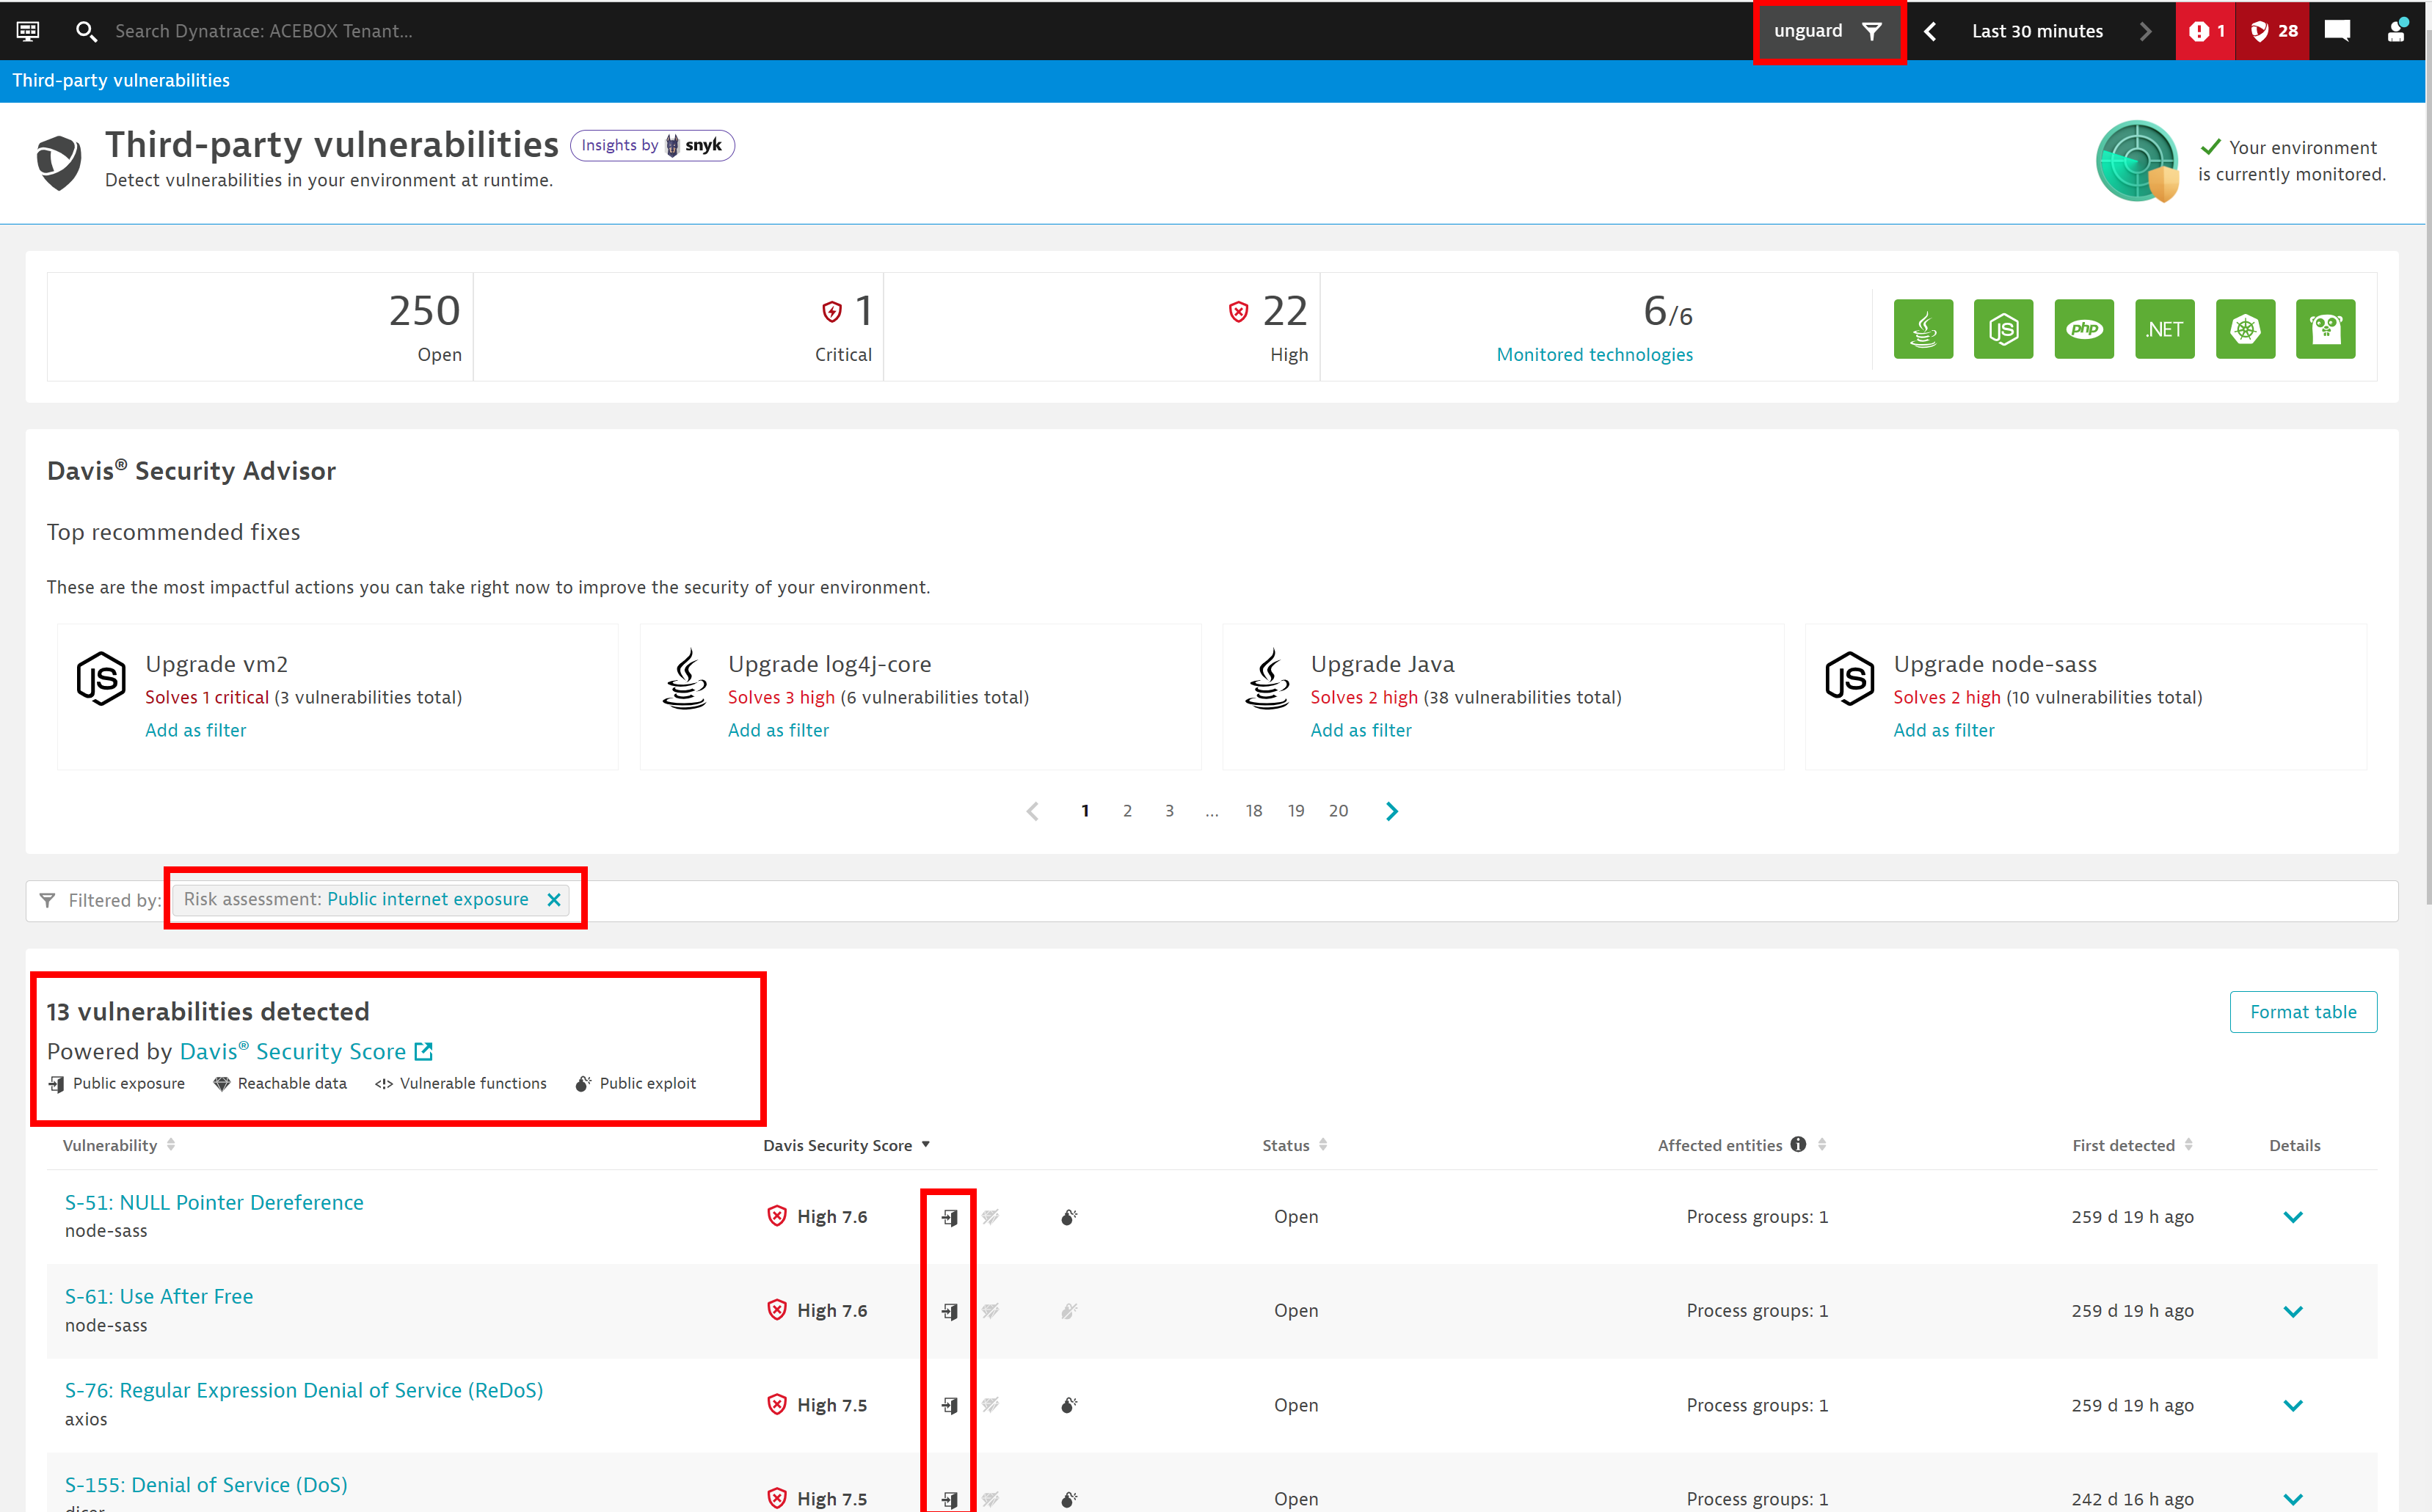 Search Dynatrace: ACEBOX Tenant...
unguard
Last 30 minutes
1
28
Third-party vulnerabilities
Third-party vulnerabilities
Insights by snyk
Detect vulnerabilities in your environment at runtime.
Your environment
is currently monitored.
250
Open
1
Critical
22
High
6/6
Monitored technologies
JS
php
.NET
Davis® Security Advisor
Top recommended fixes
These are the most impactful actions you can take right now to improve the security of your environment.
JS
Upgrade vm2
Solves 1 critical (3 vulnerabilities total)
Add as filter
Upgrade log4j-core
Solves 3 high (6 vulnerabilities total)
Add as filter
Upgrade Java
Solves 2 high (38 vulnerabilities total)
Add as filter
JS
Upgrade node-sass
Solves 2 high (10 vulnerabilities total)
Add as filter
1 2 3 ... 18 19 20
Filtered by: Risk assessment: Public internet exposure
13 vulnerabilities detected
Format table
Powered by Davis® Security Score
Public exposure Reachable data Vulnerable functions Public exploit
Vulnerability Davis Security Score Status Affected entities First detected Details
S-51: NULL Pointer Dereference
node-sass
High 7.6 Open Process groups: 1 259 d 19 h ago
S-61: Use After Free
node-sass
High 7.6 Open Process groups: 1 259 d 19 h ago
S-76: Regular Expression Denial of Service (ReDoS)
axios
High 7.5 Open Process groups: 1 259 d 19 h ago
S-155: Denial of Service (DoS)
High 7.5 Open Process groups: 1 242 d 16 h ago